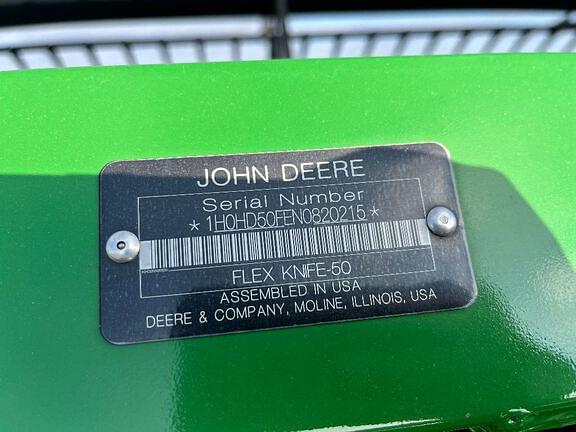 JOHN DEERE
Serial Number
*1H0HD50FEN0820215*
FLEX KNIFE-50
ASSEMBLED IN USA
DEERE & COMPANY, MOLINE, ILLINOIS, USA